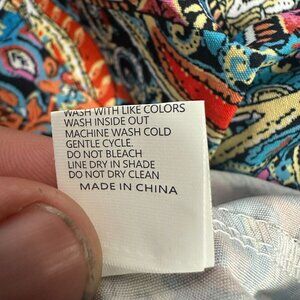 WASH WITH LIKE COLORS
WASH INSIDE OUT
MACHINE WASH COLD
GENTLE CYCLE.
DO NOT BLEACH
LINE DRY IN SHADE
DO NOT DRY CLEAN
MADE IN CHINA